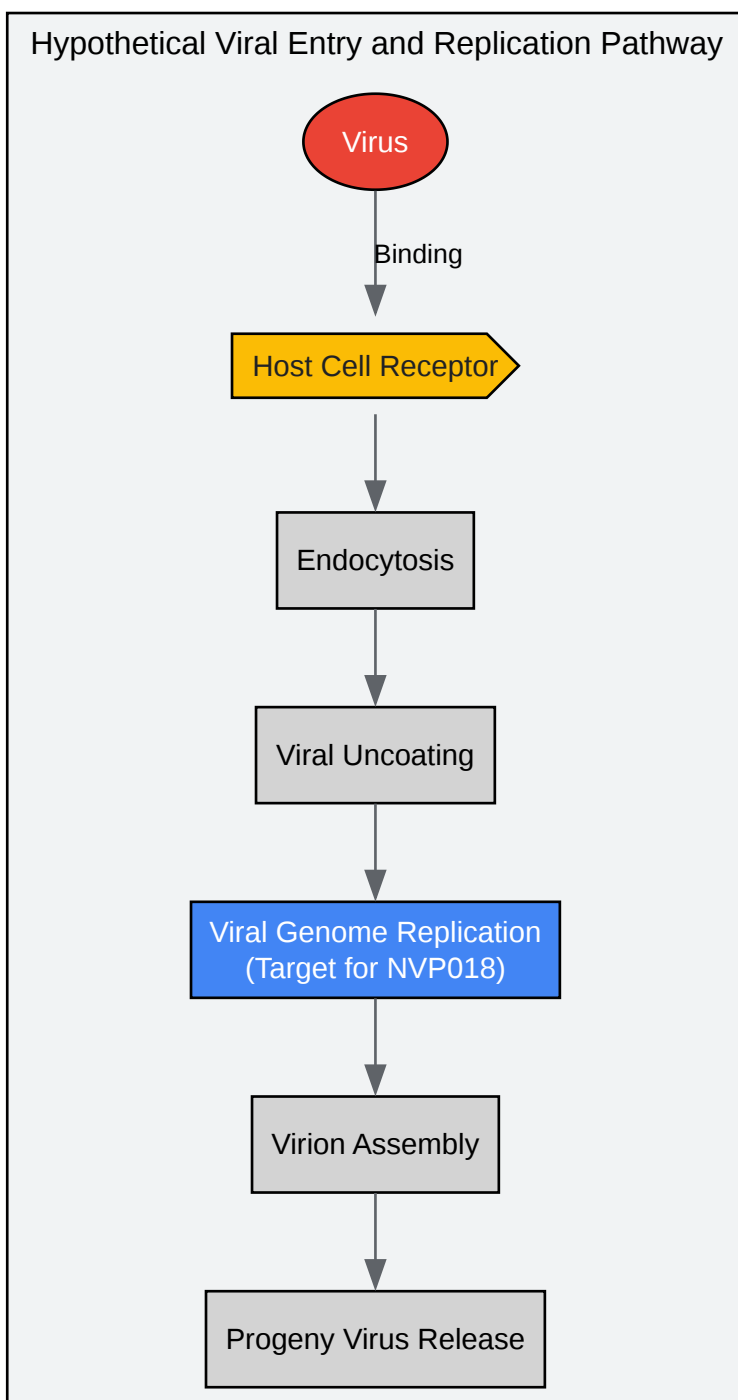 Hypothetical Viral Entry and Replication Pathway
Virus
Binding
Host Cell Receptor
Endocytosis
Viral Uncoating
Viral Genome Replication
(Target for NVP018)
Virion Assembly
Progeny Virus Release